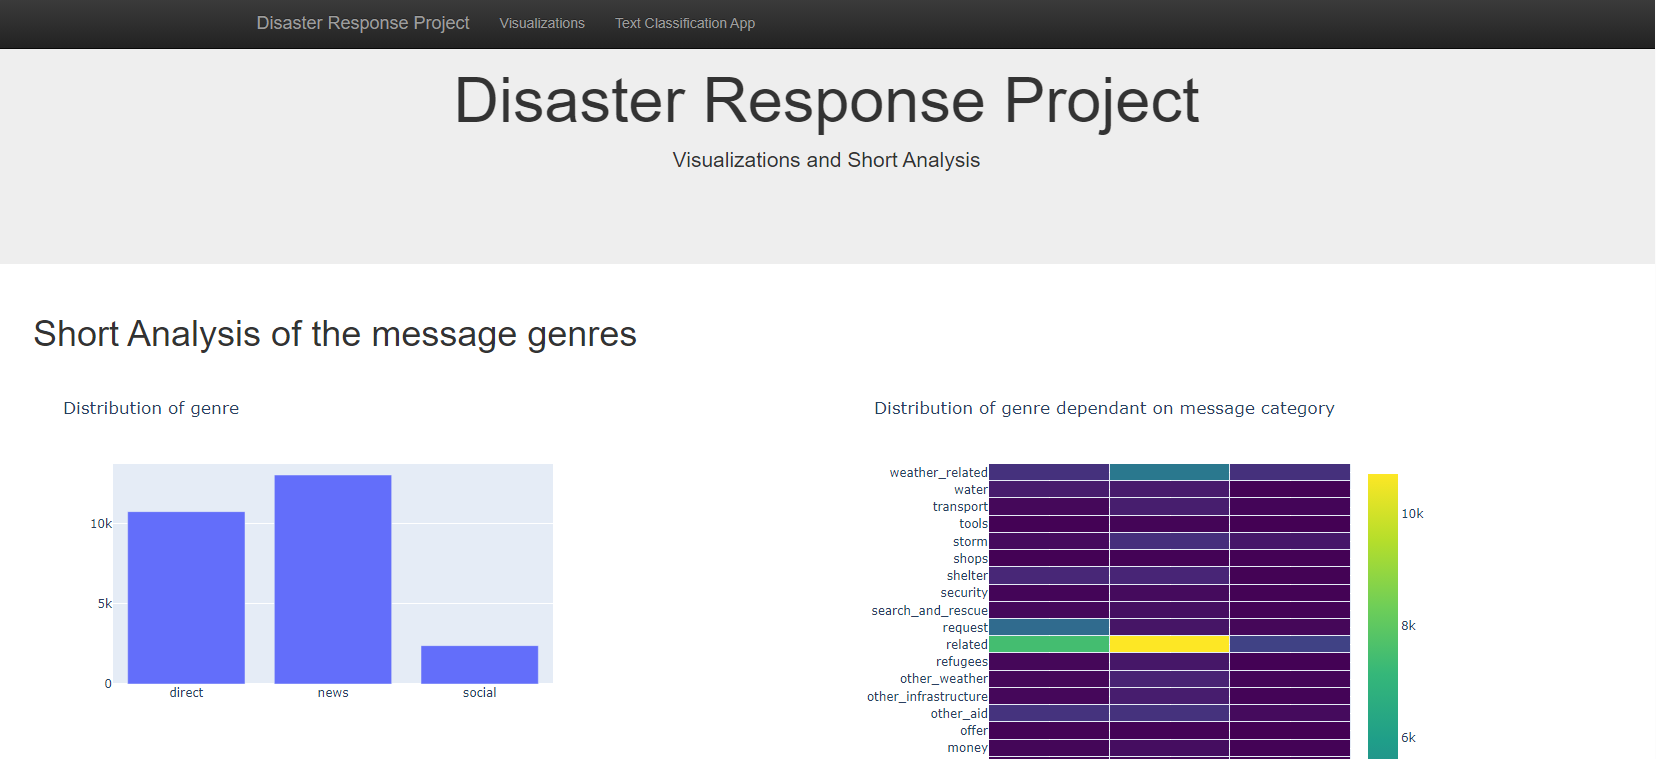 Disaster Response Project Visualizations Text Classification App
Disaster Response Project
Visualizations and Short Analysis
Short Analysis of the message genres
Distribution of genre
10k
5k
0
direct news social
Distribution of genre dependant on message category
weather_related
water
transport
tools
storm
shops
shelter
security
search_and_rescue
request
related
refugees
other_weather
other_infrastructure
other_aid
offer
money
10k
8k
6k